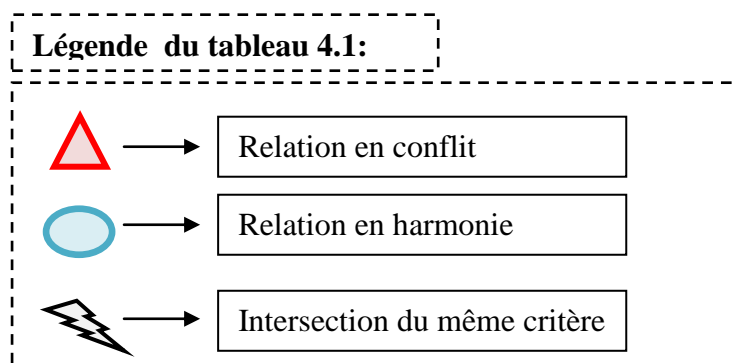 Légende du tableau 4.1:
Relation en conflit
Relation en harmonie
Intersection du même critère